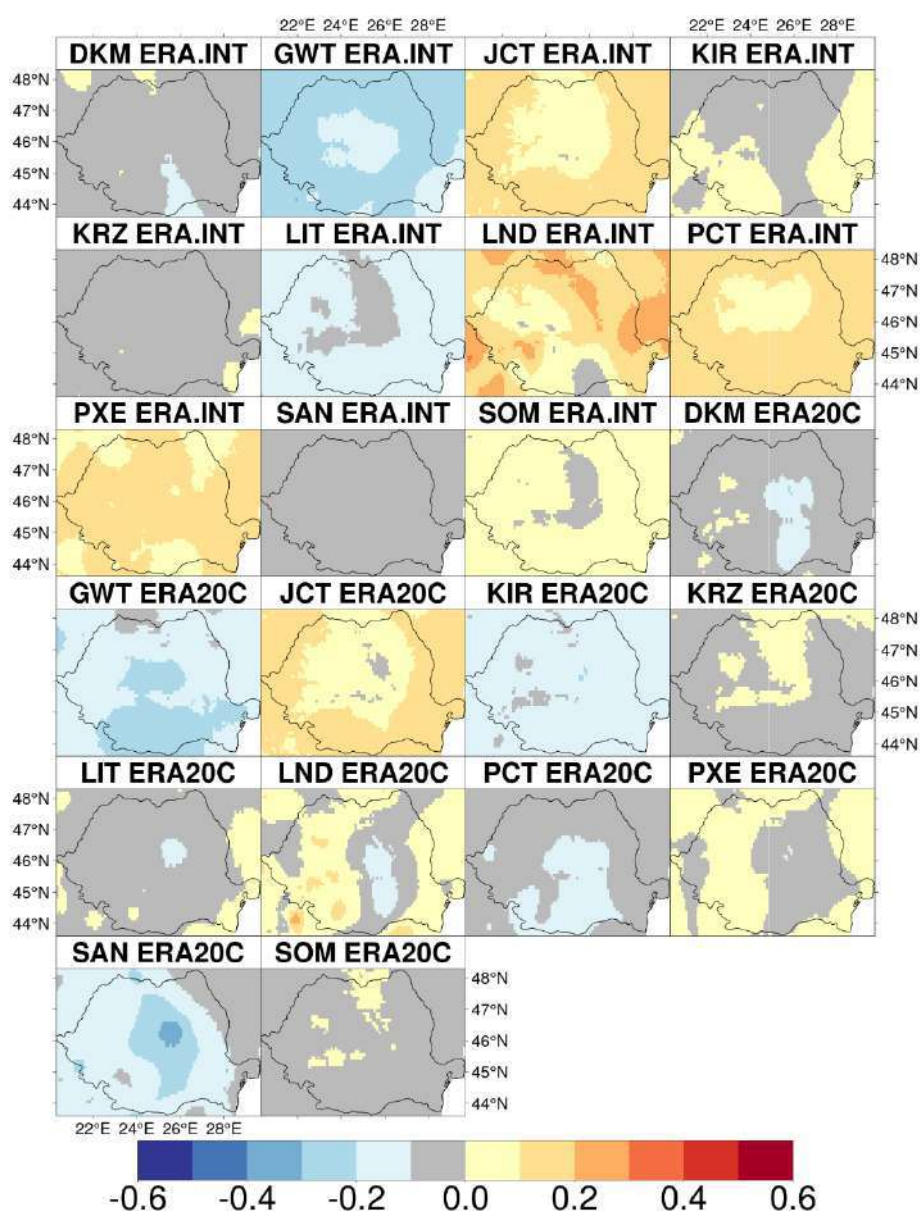 22°E 24°E 26°E 28°E 22°E 24°E 26°E 28°E
DKM ERA.INT GWT ERA.INT JCT ERA.INT KIR ERA.INT
48°N
47°N
46°N
45°N
44°N
KRZ ERA.INT LIT ERA.INT LND ERA.INT PCT ERA.INT
48°N
47°N
46°N
45°N
44°N
PXE ERA.INT SAN ERA.INT SOM ERA.INT DKM ERA20C
48°N
47°N
46°N
45°N
44°N
GWT ERA20C JCT ERA20C KIR ERA20C KRZ ERA20C
48°N
47°N
46°N
45°N
44°N
LIT ERA20C LND ERA20C PCT ERA20C PXE ERA20C
48°N
47°N
46°N
45°N
44°N
SAN ERA20C SOM ERA20C
48°N
47°N
46°N
45°N
44°N
22°E 24°E 26°E 28°E
-0.6 -0.4 -0.2 0.0 0.2 0.4 0.6